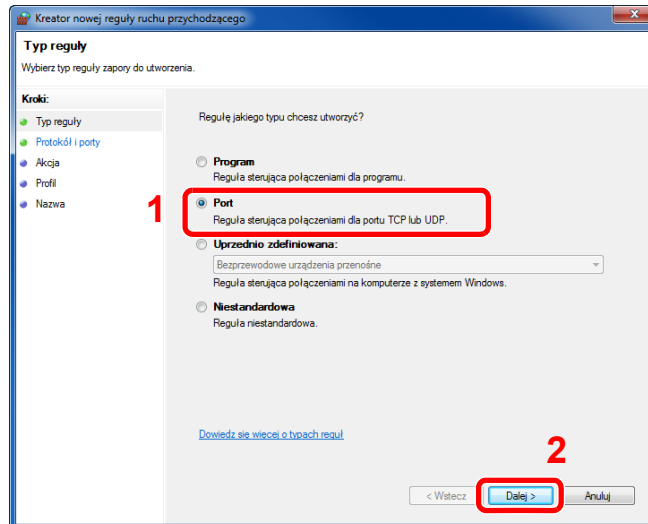 Kreator nowej reguły ruchu przychodzącego
Typ reguły
Wybierz typ reguły zapory do utworzenia.
Kroki:
Typ reguły
Protokół i porty
Akcja
Profil
Nazwa
Regułę jakiego typu chcesz utworzyć?
Program
Reguła sterująca połączeniami dla programu.
1
Port
Reguła sterująca połączeniami dla portu TCP lub UDP.
Uprzednio zdefiniowana:
Bezprzewodowe urządzenia przenośne
Reguła sterująca połączeniami na komputerze z systemem Windows.
Niestandardowa
Reguła niestandardowa.
Dowiedz się więcej o typach reguł
2
< Wstecz Dalej > Anuluj